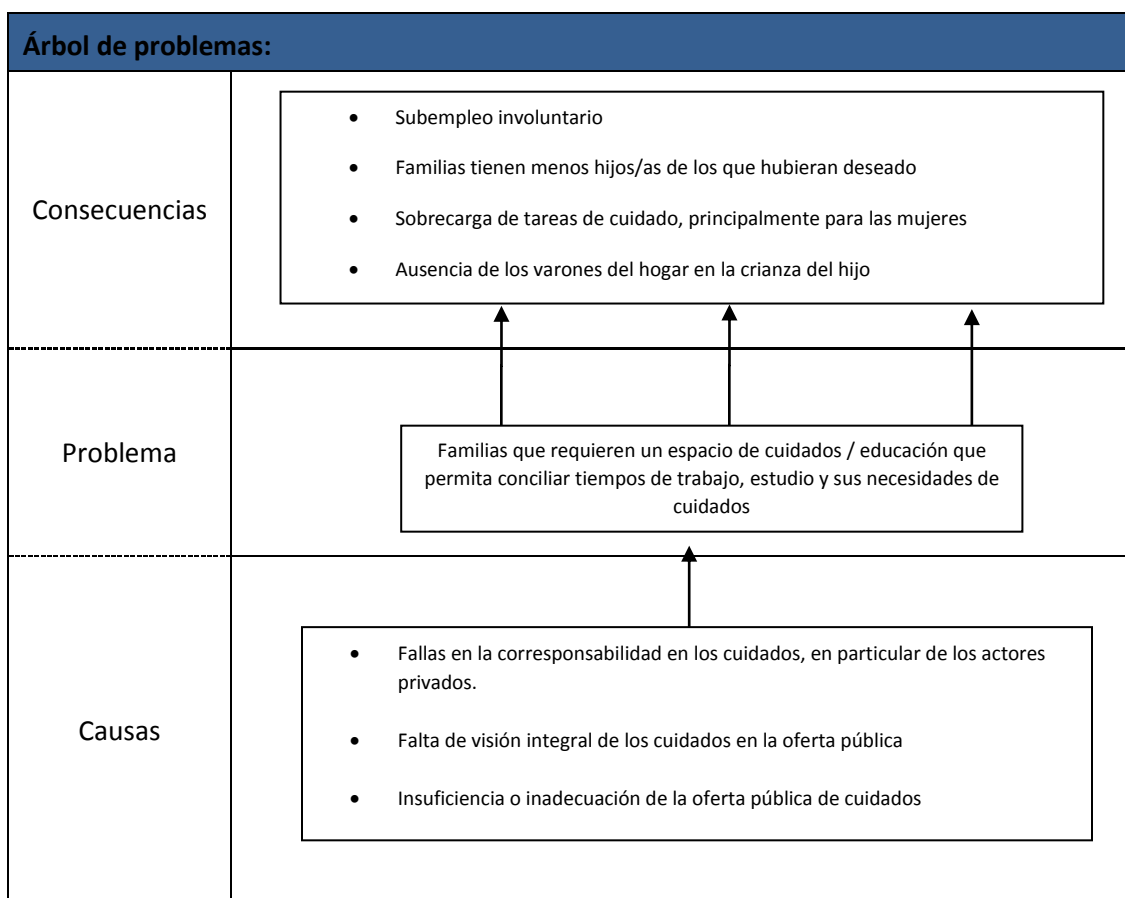 Árbol de problemas:
Consecuencias
• Subempleo involuntario
• Familias tienen menos hijos/as de los que hubieran deseado
• Sobrecarga de tareas de cuidado, principalmente para las mujeres
• Ausencia de los varones del hogar en la crianza del hijo
Problema
Familias que requieren un espacio de cuidados / educación que
permita conciliar tiempos de trabajo, estudio y sus necesidades de
cuidados
Causas
• Fallas en la corresponsabilidad en los cuidados, en particular de los actores
privados.
• Falta de visión integral de los cuidados en la oferta pública
• Insuficiencia o inadecuación de la oferta pública de cuidados